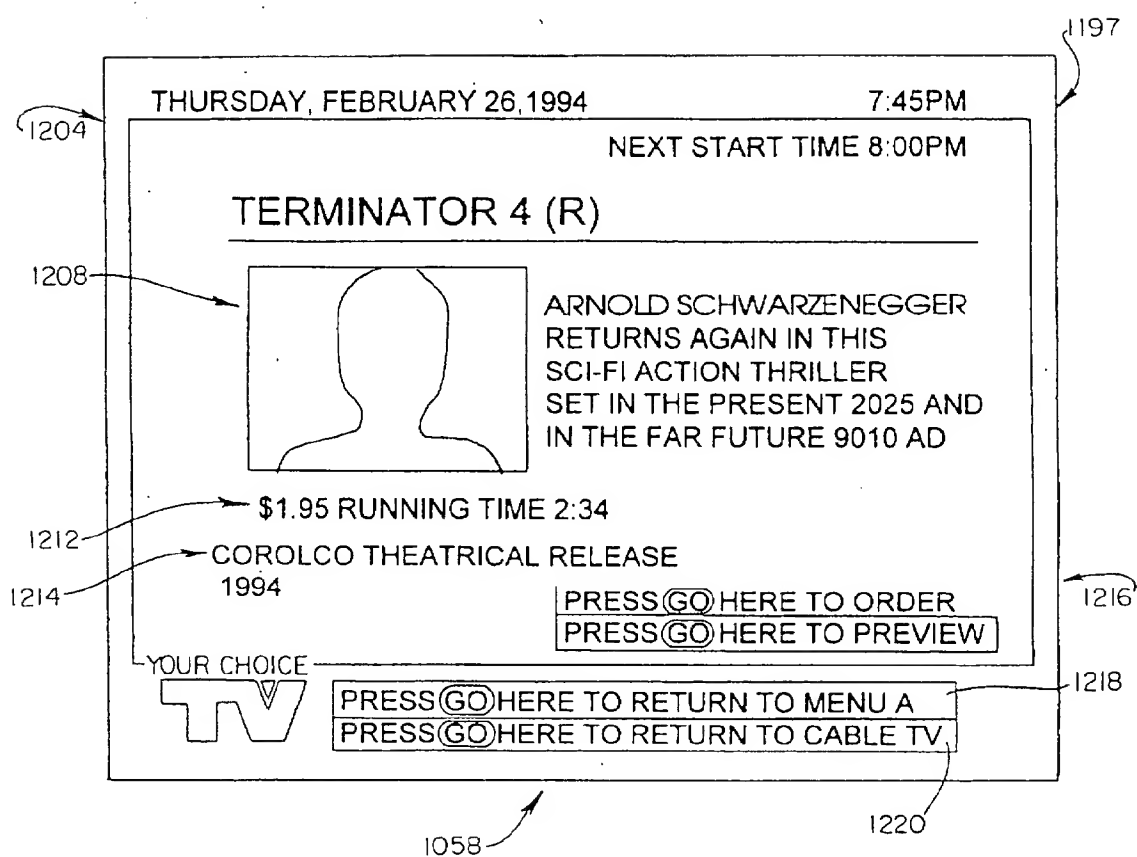 1197
THURSDAY, FEBRUARY 26,1994 7:45PM
1204
NEXT START TIME 8:00PM
TERMINATOR 4 (R)
1208
ARNOLD SCHWARZENEGGER
RETURNS AGAIN IN THIS
SCI-FI ACTION THRILLER
SET IN THE PRESENT 2025 AND
IN THE FAR FUTURE 9010 AD
$1.95 RUNNING TIME 2:34
1212
COROLCO THEATRICAL RELEASE
1994
1214
1216
PRESS GO HERE TO ORDER
PRESS GO HERE TO PREVIEW
YOUR CHOICE
TV
1218
PRESS GO HERE TO RETURN TO MENU A
PRESS GO HERE TO RETURN TO CABLE TV
1220
1058